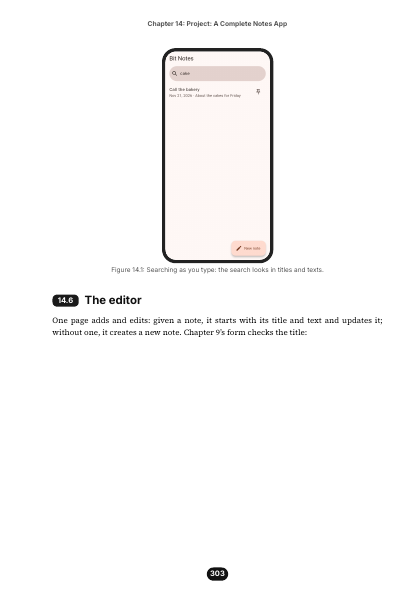 Chapter 14: Project: A Complete Notes App
Bit Notes
cake
Call the bakery
Nov 21, 2026 · About the cakes for Friday
New note
Figure 14.1: Searching as you type: the search looks in titles and texts.
14.6 The editor
One page adds and edits: given a note, it starts with its title and text and updates it;
without one, it creates a new note. Chapter 9's form checks the title:
303